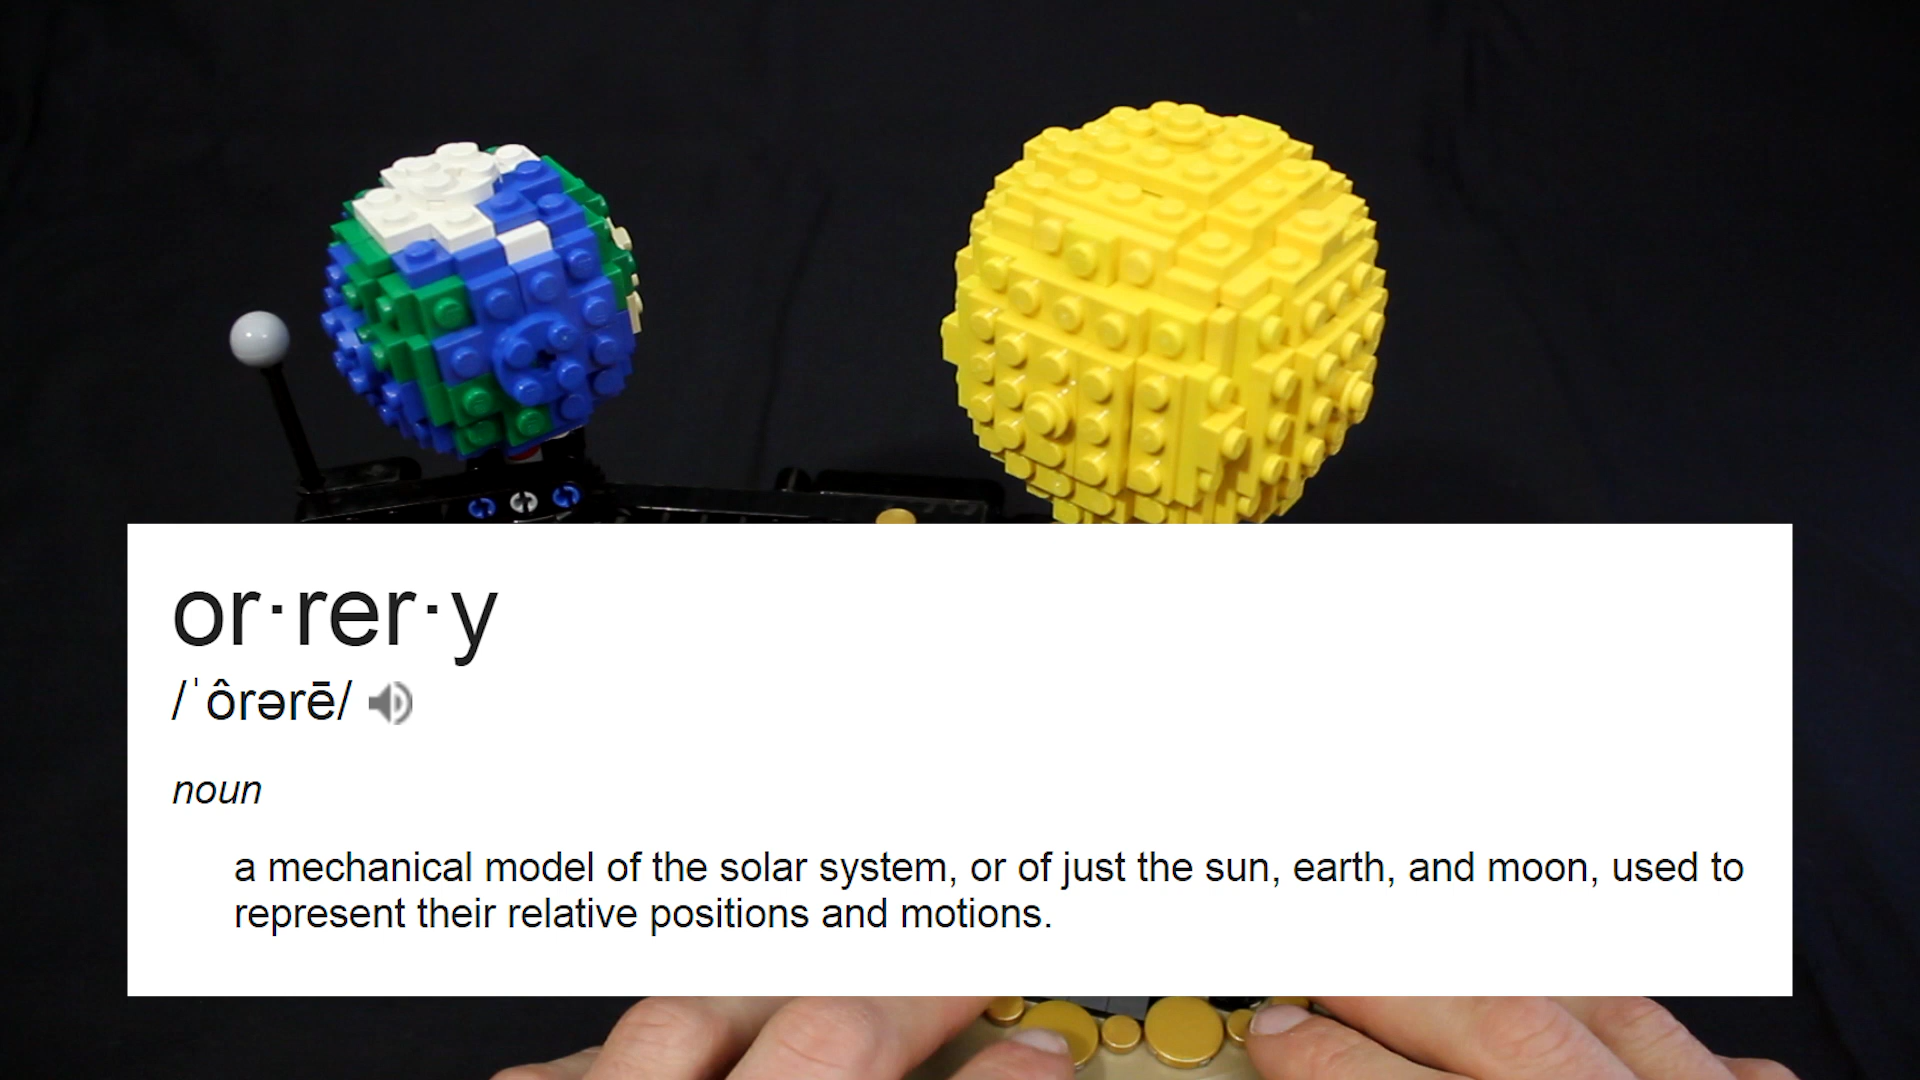 or·rer·y
/ˈôrərē/
noun
a mechanical model of the solar system, or of just the sun, earth, and moon, used to
represent their relative positions and motions.